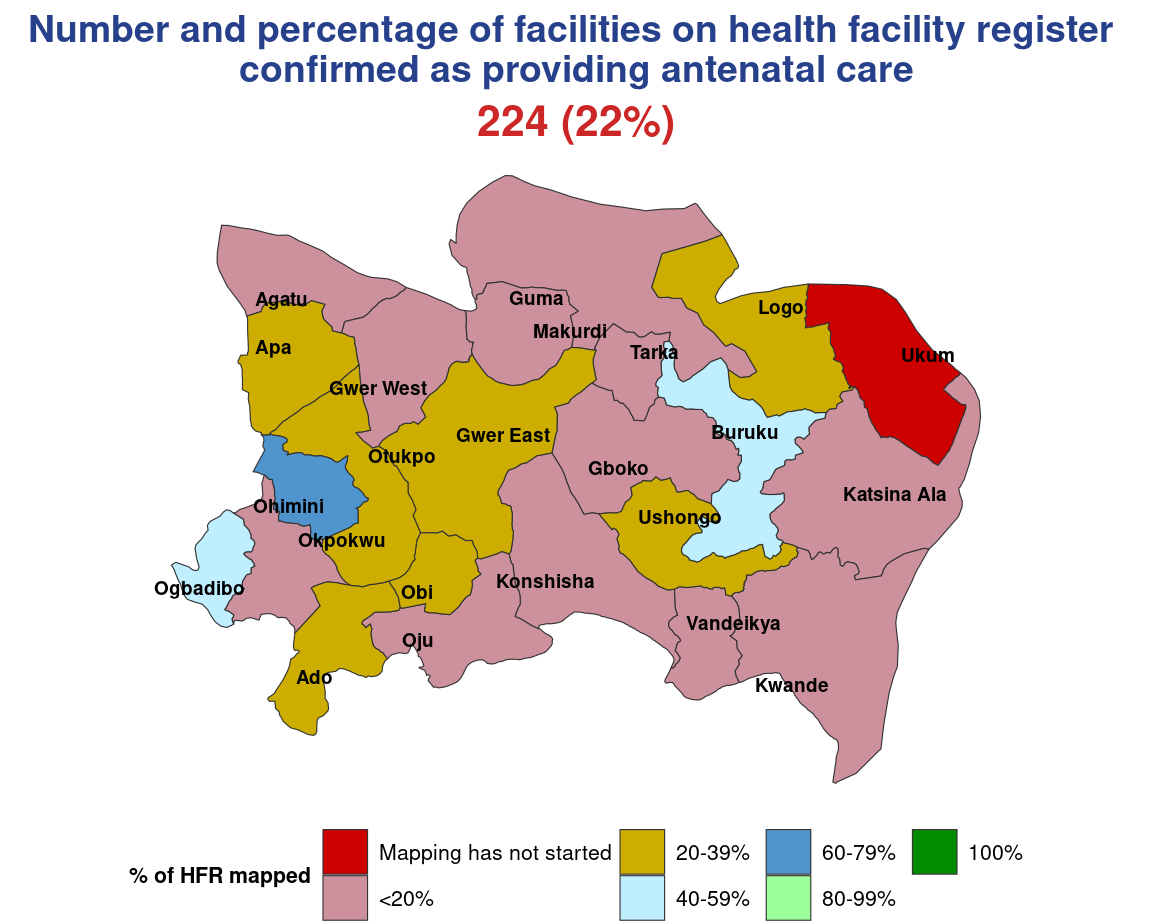 Number and percentage of facilities on health facility register
confirmed as providing antenatal care
224 (22%)
Agatu
Guma
Logo
Makurdi
Apa
Tarka
Ukum
Gwer West
Buruku
Gwer East
Otukpo
Gboko
Katsina Ala
Ohimini
Ushongo
Okpokwu
Konshisha
Ogbadibo
Obi
Vandeikya
Oju
Ado
Kwande
% of HFR mapped
Mapping has not started
<20%
20-39%
40-59%
60-79%
80-99%
100%